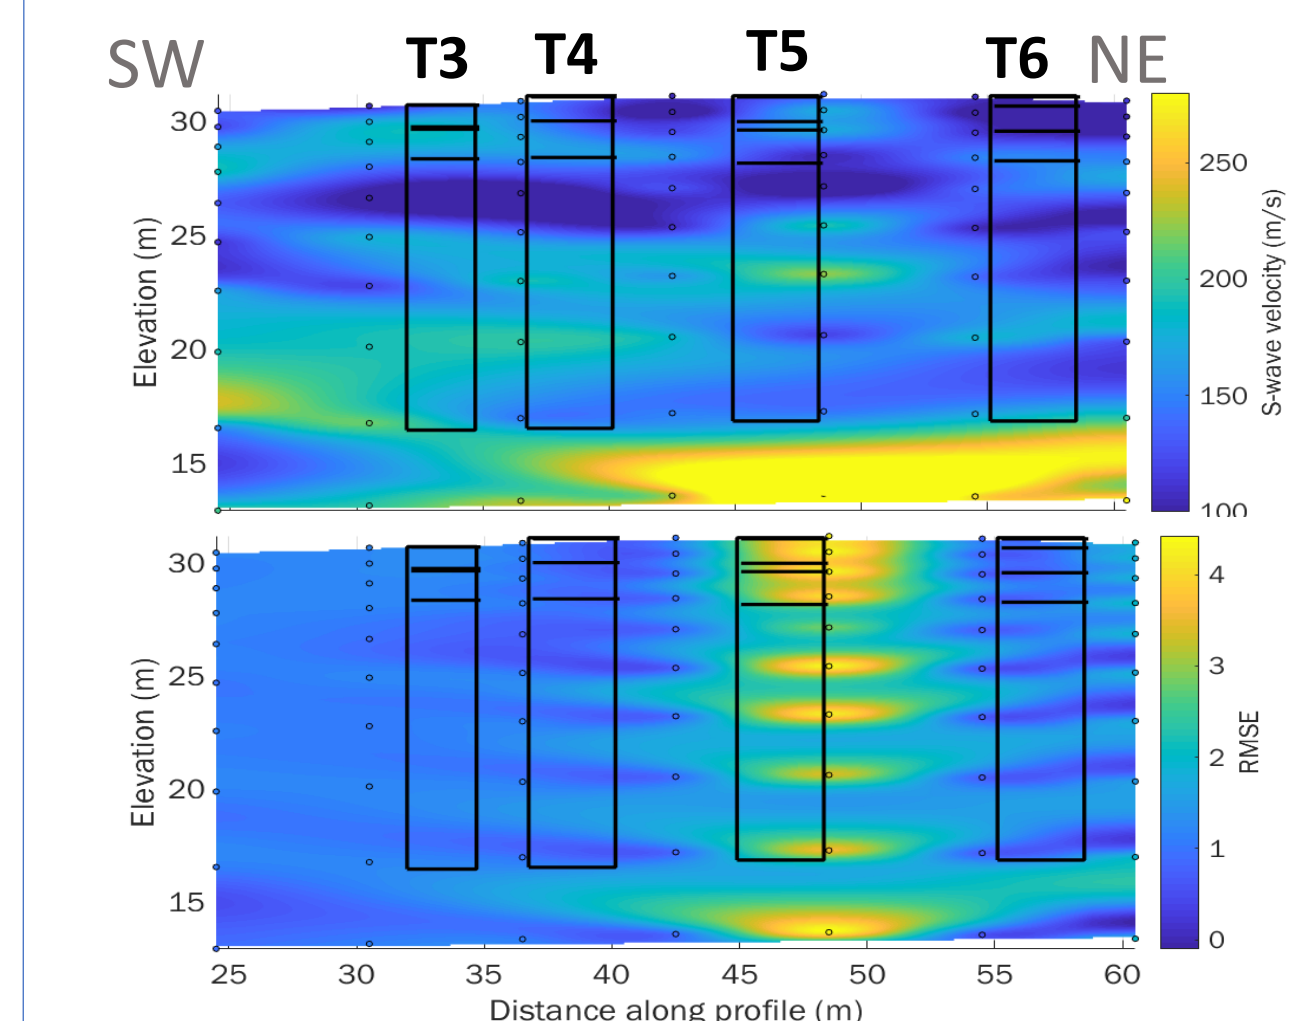 SW T3 T4 T5 T6 NE
30
25
20
15
Elevation (m)
250
200
150
100
S-wave velocity (m/s)
30
25
20
15
Elevation (m)
4
3
2
1
0
RMSE
25 30 35 40 45 50 55 60
Distance along profile (m)